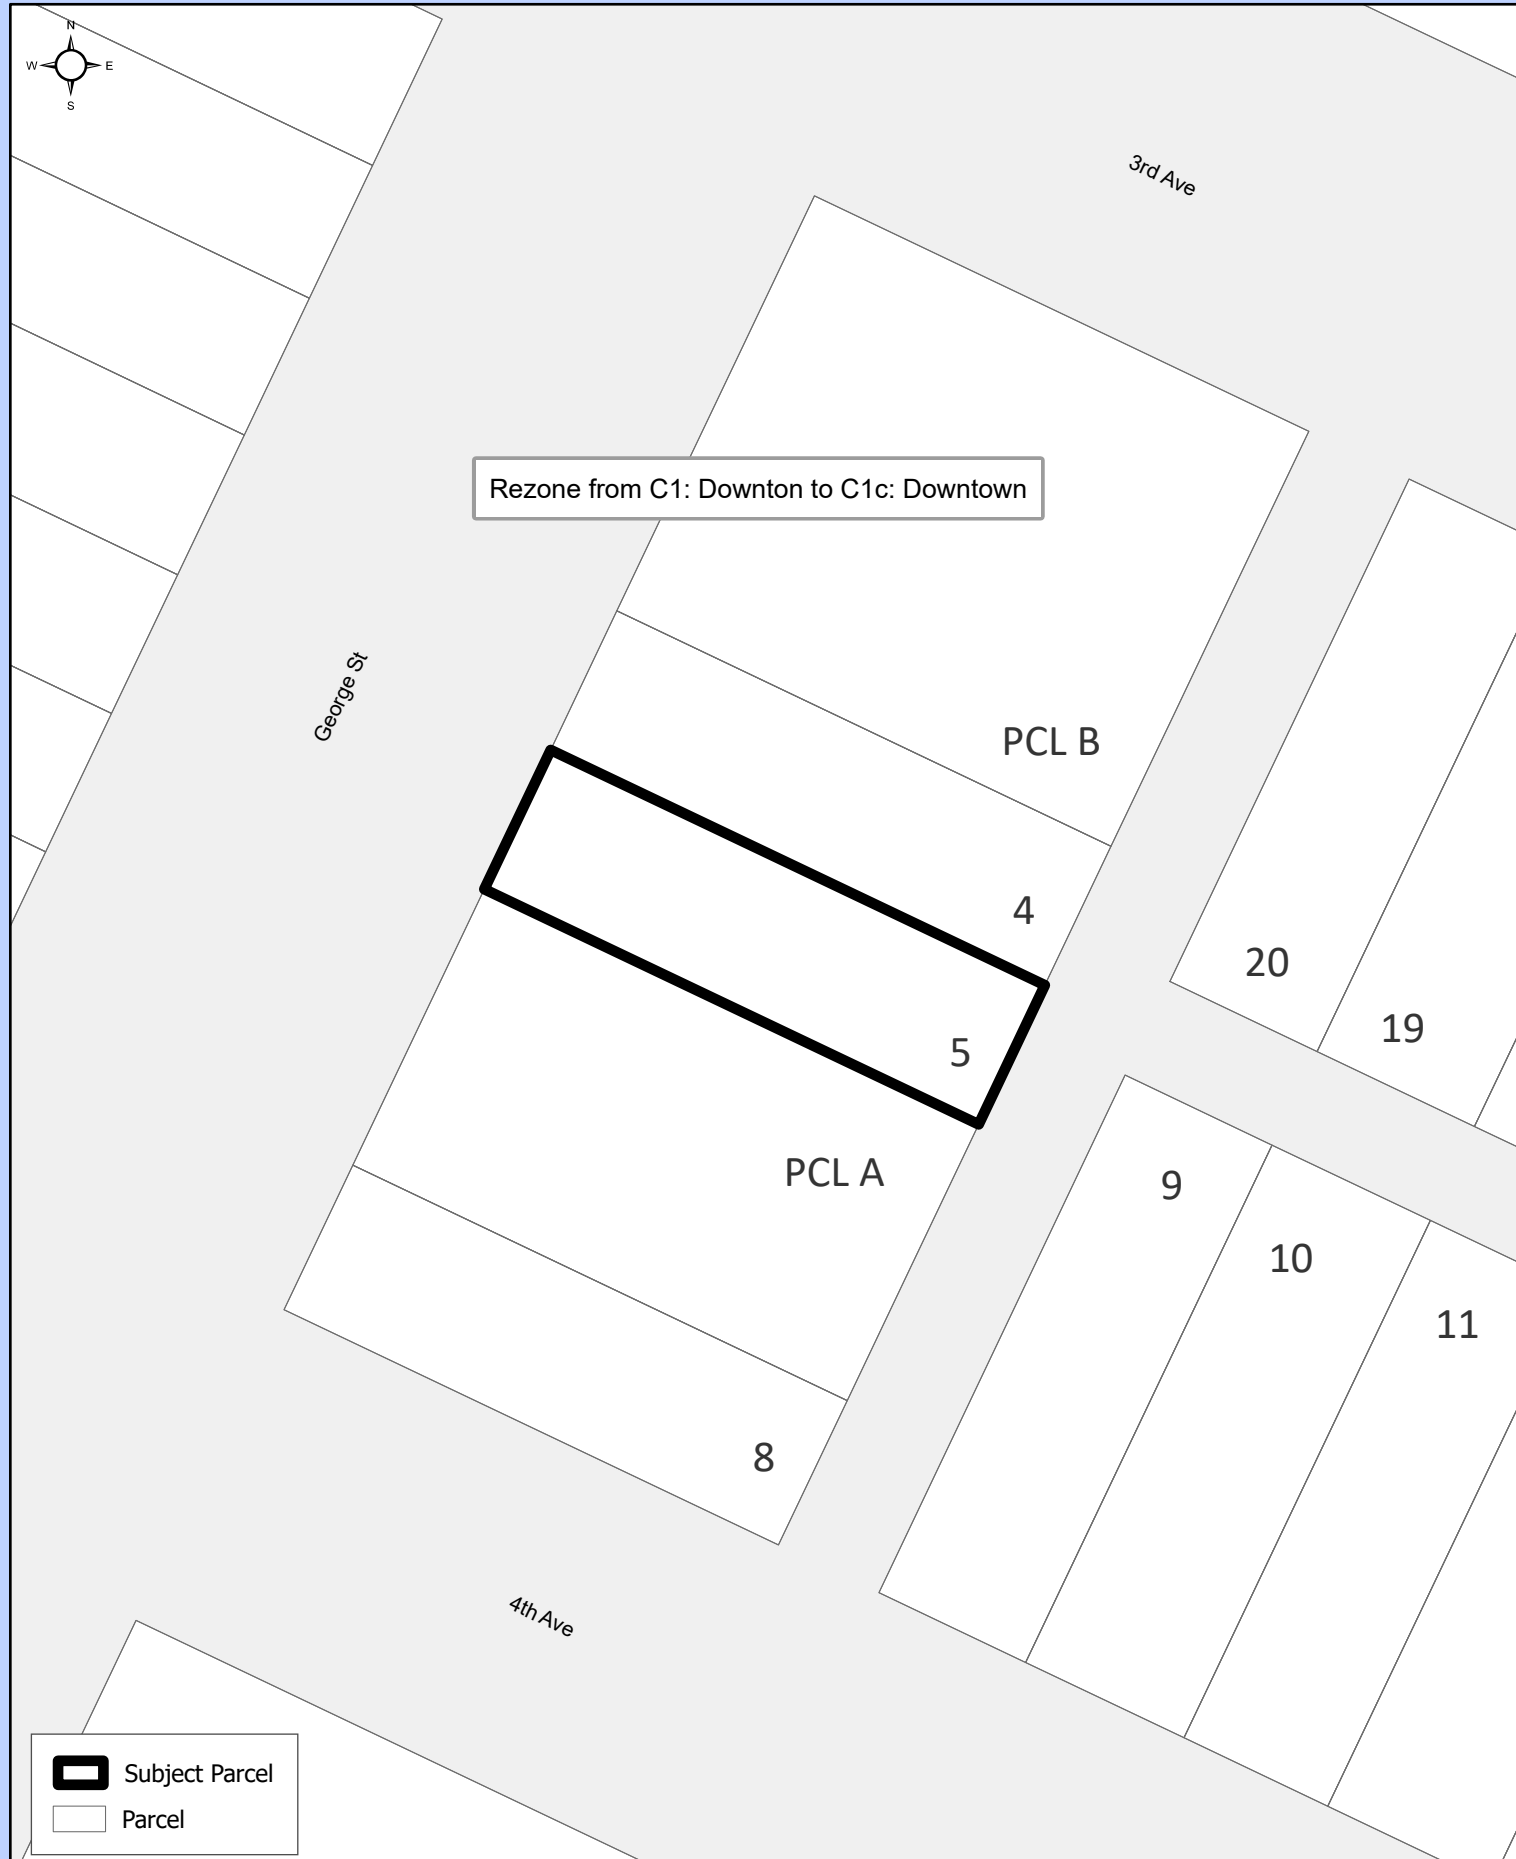 N
W E
S
3rd Ave
Rezone from C1: Downton to C1c: Downtown
George St
PCL B
4
20
19
5
PCL A
9
10
11
8
4th Ave
Subject Parcel
Parcel